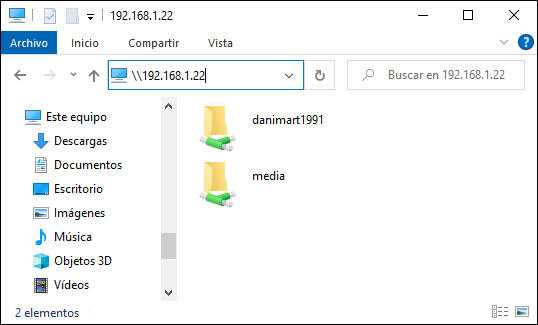 192.168.1.22
Archivo Inicio Compartir Vista
\\192.168.1.22 Buscar en 192.168.1.22
Este equipo
Descargas
Documentos
Escritorio
Imágenes
Música
Objetos 3D
Vídeos
danimart1991
media
2 elementos